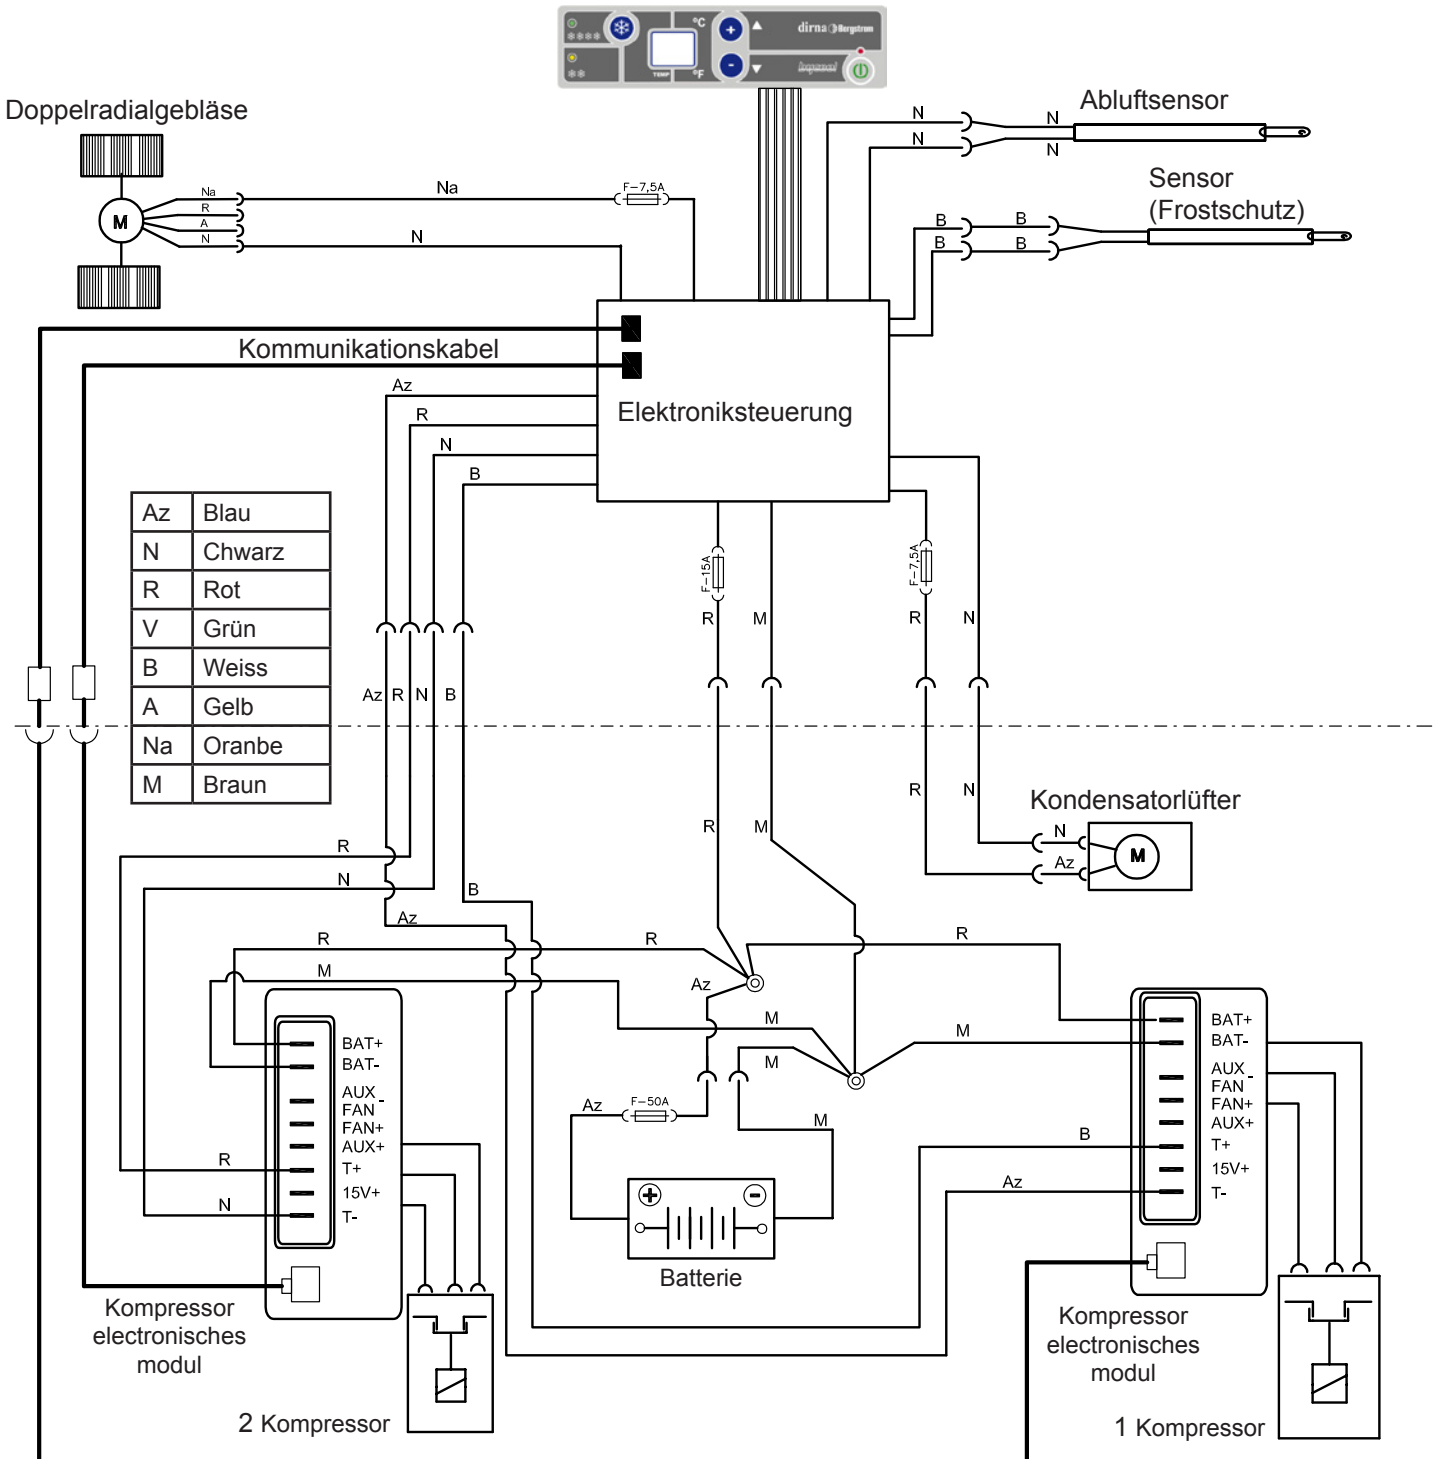 °C
°F
TEMP
+
-
dirna Bergstrom
Doppelradialgebläse
Abluftsensor
Sensor
(Frostschutz)
M
Na
R
A
N
Na
N
F-7,5A
N
N
N
N
B
B
B
B
Kommunikationskabel
Elektroniksteuerung
Az
R
N
B
Az Blau
N Chwarz
R Rot
V Grün
B Weiss
A Gelb
Na Oranbe
M Braun
F-15A
F-7,5A
R
M
R
N
Az
R
N
B
R
M
R
N
Kondensatorlüfter
N
Az
M
R
N
B
Az
R
R
M
Az
R
M
M
M
BAT+
BAT-
AUX
FAN -
FAN+
AUX+
T+
15V+
T-
R
N
Az
F-50A
M
+
-
Batterie
B
Az
BAT+
BAT-
AUX
FAN -
FAN+
AUX+
T+
15V+
T-
Kompressor
electronisches
modul
2 Kompressor
Kompressor
electronisches
modul
1 Kompressor